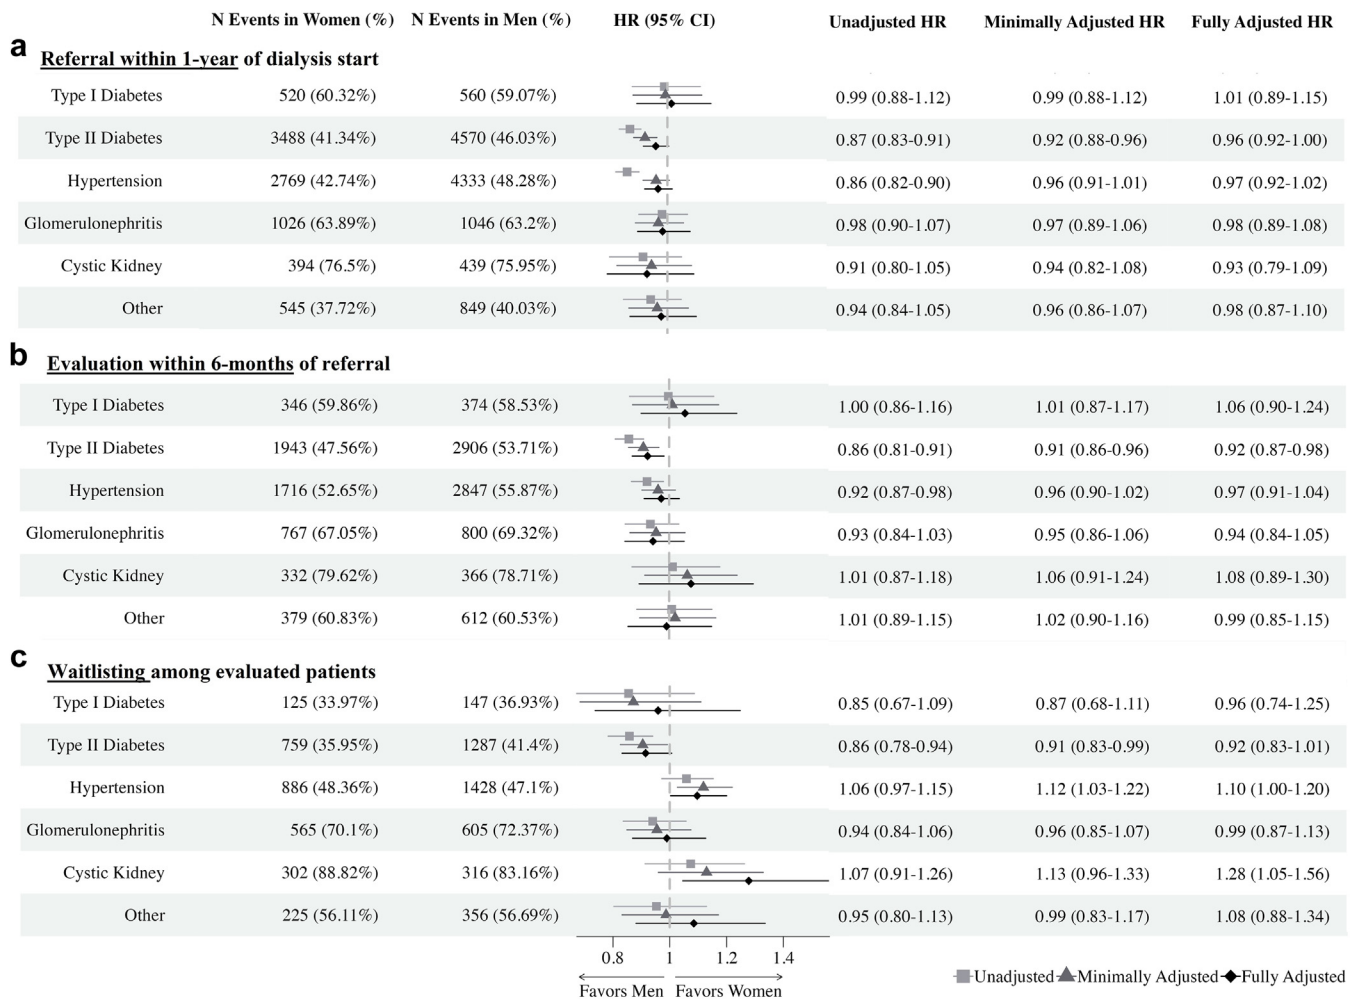 N Events in Women (%) N Events in Men (%) HR (95% CI) Unadjusted HR Minimally Adjusted HR Fully Adjusted HR
a Referral within 1-year of dialysis start
Type I Diabetes 520 (60.32%) 560 (59.07%) 0.99 (0.88-1.12) 0.99 (0.88-1.12) 1.01 (0.89-1.15)
Type II Diabetes 3488 (41.34%) 4570 (46.03%) 0.87 (0.83-0.91) 0.92 (0.88-0.96) 0.96 (0.92-1.00)
Hypertension 2769 (42.74%) 4333 (48.28%) 0.86 (0.82-0.90) 0.96 (0.91-1.01) 0.97 (0.92-1.02)
Glomerulonephritis 1026 (63.89%) 1046 (63.2%) 0.98 (0.90-1.07) 0.97 (0.89-1.06) 0.98 (0.89-1.08)
Cystic Kidney 394 (76.5%) 439 (75.95%) 0.91 (0.80-1.05) 0.94 (0.82-1.08) 0.93 (0.79-1.09)
Other 545 (37.72%) 849 (40.03%) 0.94 (0.84-1.05) 0.96 (0.86-1.07) 0.98 (0.87-1.10)
b Evaluation within 6-months of referral
Type I Diabetes 346 (59.86%) 374 (58.53%) 1.00 (0.86-1.16) 1.01 (0.87-1.17) 1.06 (0.90-1.24)
Type II Diabetes 1943 (47.56%) 2906 (53.71%) 0.86 (0.81-0.91) 0.91 (0.86-0.96) 0.92 (0.87-0.98)
Hypertension 1716 (52.65%) 2847 (55.87%) 0.92 (0.87-0.98) 0.96 (0.90-1.02) 0.97 (0.91-1.04)
Glomerulonephritis 767 (67.05%) 800 (69.32%) 0.93 (0.84-1.03) 0.95 (0.86-1.06) 0.94 (0.84-1.05)
Cystic Kidney 332 (79.62%) 366 (78.71%) 1.01 (0.87-1.18) 1.06 (0.91-1.24) 1.08 (0.89-1.30)
Other 379 (60.83%) 612 (60.53%) 1.01 (0.89-1.15) 1.02 (0.90-1.16) 0.99 (0.85-1.15)
c Waitlisting among evaluated patients
Type I Diabetes 125 (33.97%) 147 (36.93%) 0.85 (0.67-1.09) 0.87 (0.68-1.11) 0.96 (0.74-1.25)
Type II Diabetes 759 (35.95%) 1287 (41.4%) 0.86 (0.78-0.94) 0.91 (0.83-0.99) 0.92 (0.83-1.01)
Hypertension 886 (48.36%) 1428 (47.1%) 1.06 (0.97-1.15) 1.12 (1.03-1.22) 1.10 (1.00-1.20)
Glomerulonephritis 565 (70.1%) 605 (72.37%) 0.94 (0.84-1.06) 0.96 (0.85-1.07) 0.99 (0.87-1.13)
Cystic Kidney 302 (88.82%) 316 (83.16%) 1.07 (0.91-1.26) 1.13 (0.96-1.33) 1.28 (1.05-1.56)
Other 225 (56.11%) 356 (56.69%) 0.95 (0.80-1.13) 0.99 (0.83-1.17) 1.08 (0.88-1.34)
0.8 1 1.2 1.4
Favors Men Favors Women
Unadjusted Minimally Adjusted Fully Adjusted